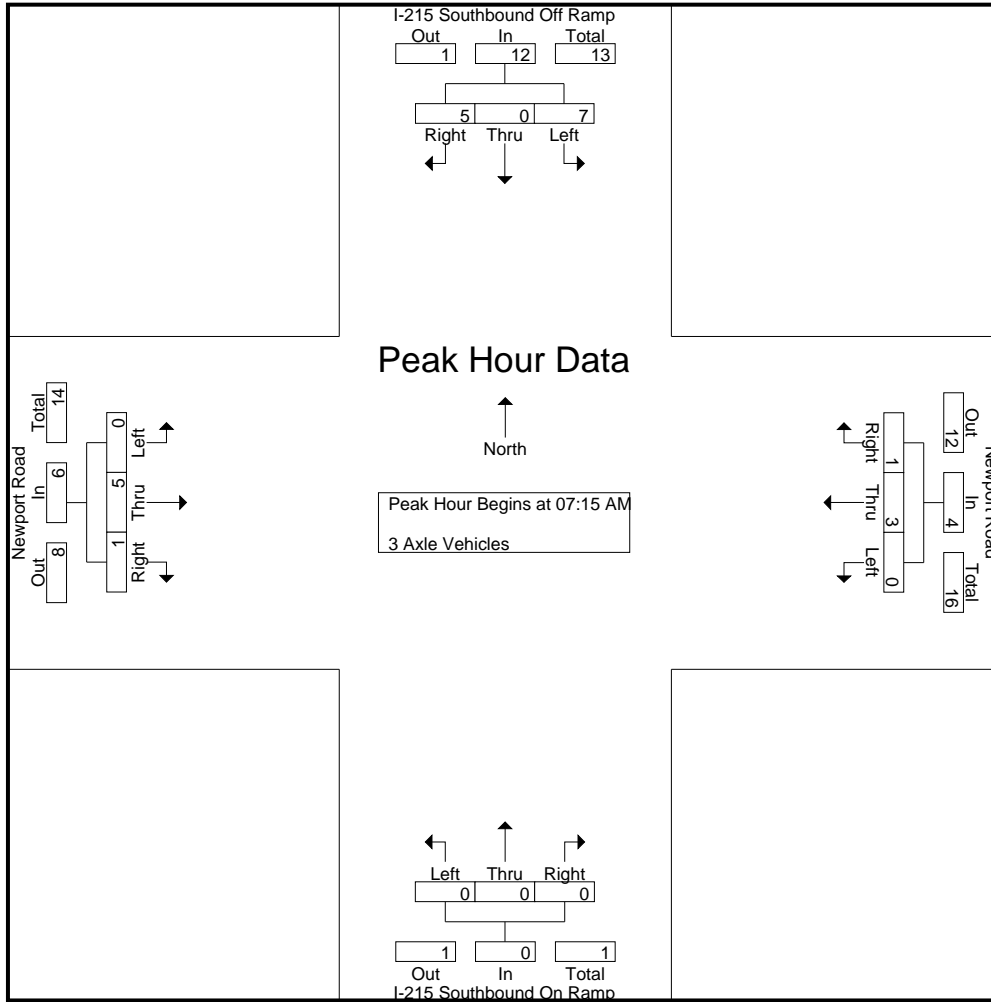 I-215 Southbound Off Ramp
Out In Total
1 12 13
5 0 7
Right Thru Left
Peak Hour Data
North
Peak Hour Begins at 07:15 AM
3 Axle Vehicles
Newport Road
Out In Total
8 6 14
Left Thru Right
0 5 1
Right Thru Left
1 3 0
Out In Total
12 4 16
Newport Road
Left Thru Right
0 0 0
1 0 1
Out In Total
I-215 Southbound On Ramp